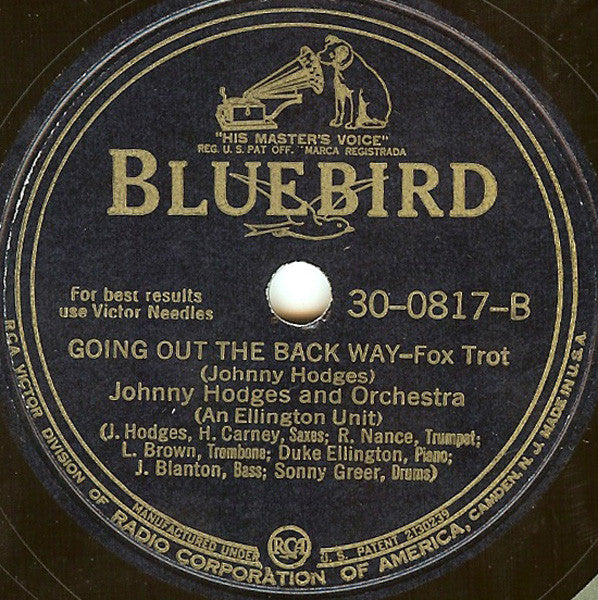 "HIS MASTER'S VOICE"
REG. U.S. PAT OFF. MARCA REGISTRADA
BLUEBIRD
For best results
use Victor Needles
30-0817-B
GOING OUT THE BACK WAY–Fox Trot
(Johnny Hodges)
Johnny Hodges and Orchestra
(An Ellington Unit)
(J. Hodges, H. Carney, Saxes; R. Nance, Trumpet;
L. Brown, Trombone; Duke Ellington, Piano;
J. Blanton, Bass; Sonny Greer, Drums)
MANUFACTURED UNDER U.S. PATENT 2130239
RCA
R.C.A. VICTOR DIVISION OF RADIO CORPORATION OF AMERICA, CAMDEN, N. J. MADE IN U.S.A.